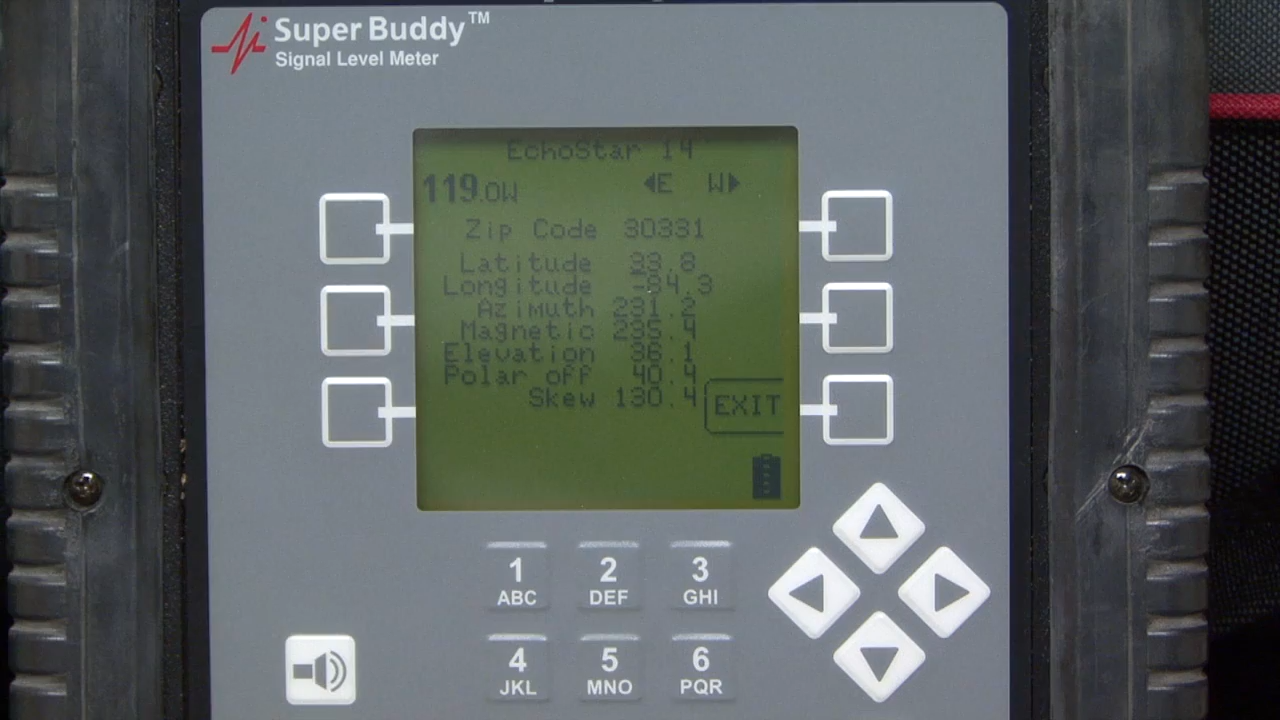 Super Buddy™
Signal Level Meter
EchoStar 14
119.0W ◀E W▶
Zip Code 30331
Latitude 33.8
Longitude -84.3
Azimuth 231.2
Magnetic 235.4
Elevation 36.1
Polar off 40.4
Skew 130.4
EXIT
1 2 3
ABC DEF GHI
4 5 6
JKL MNO PQR